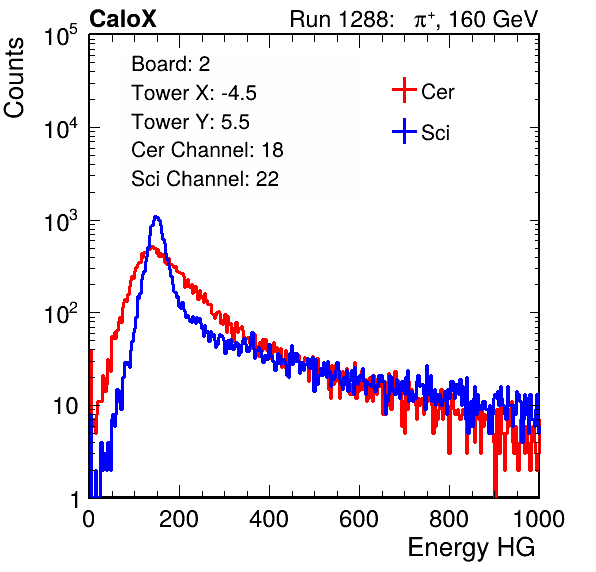 CaloX Run 1288: π⁺, 160 GeV
Counts
10⁵
10⁴
10³
10²
10
1
Board: 2
Tower X: -4.5
Tower Y: 5.5
Cer Channel: 18
Sci Channel: 22
Cer
Sci
0 200 400 600 800 1000
Energy HG